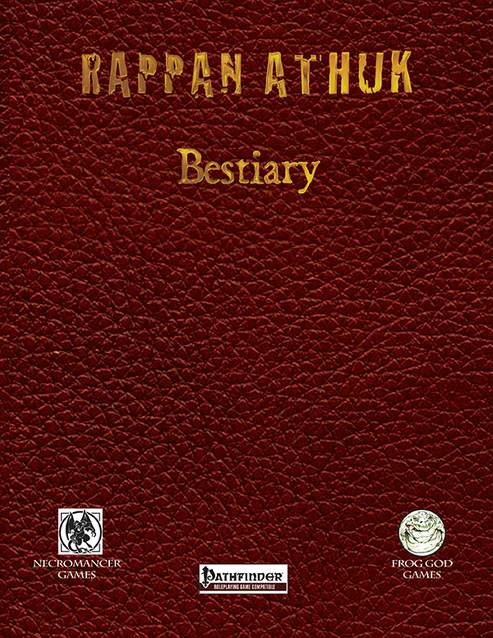 RAPPAN ATHUK
Bestiary
NECROMANCER
GAMES
PATHFINDER
ROLEPLAYING GAME COMPATIBLE
FROG GOD
GAMES